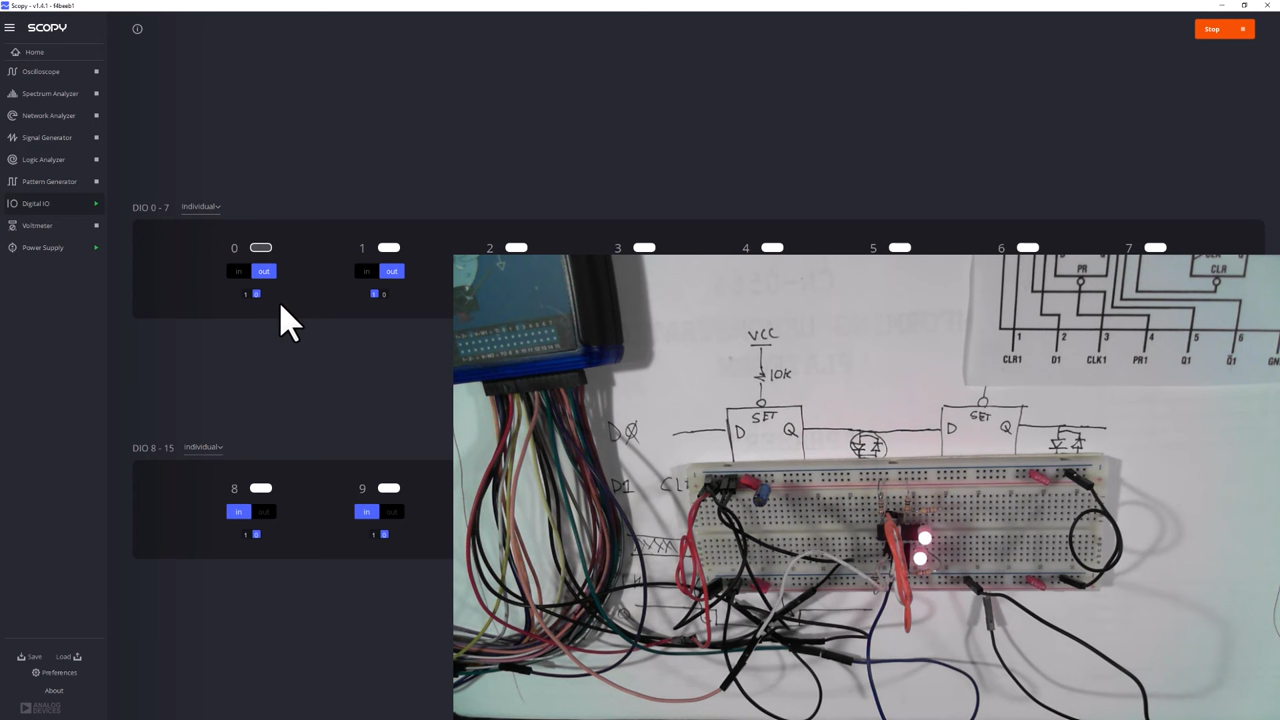 Scopy - v1.4.1 - f4beeb1
SCOPY
Home
Oscilloscope
Spectrum Analyzer
Network Analyzer
Signal Generator
Logic Analyzer
Pattern Generator
Digital IO
Voltmeter
Power Supply
Save Load
Preferences
About
ANALOG
DEVICES
Stop
DIO 0 - 7 Individual
0 1 2 3 4 5 6 7
in out in out
1 0 1 0
DIO 8 - 15 Individual
8 9
in out in out
1 0 1 0
PR
CLR
1 2 3 4 5 6
CLR1 D1 CLK1 PR1 Q1 Q̅1
VCC
10K
SET
D Q
SET
D Q
DØ
D1